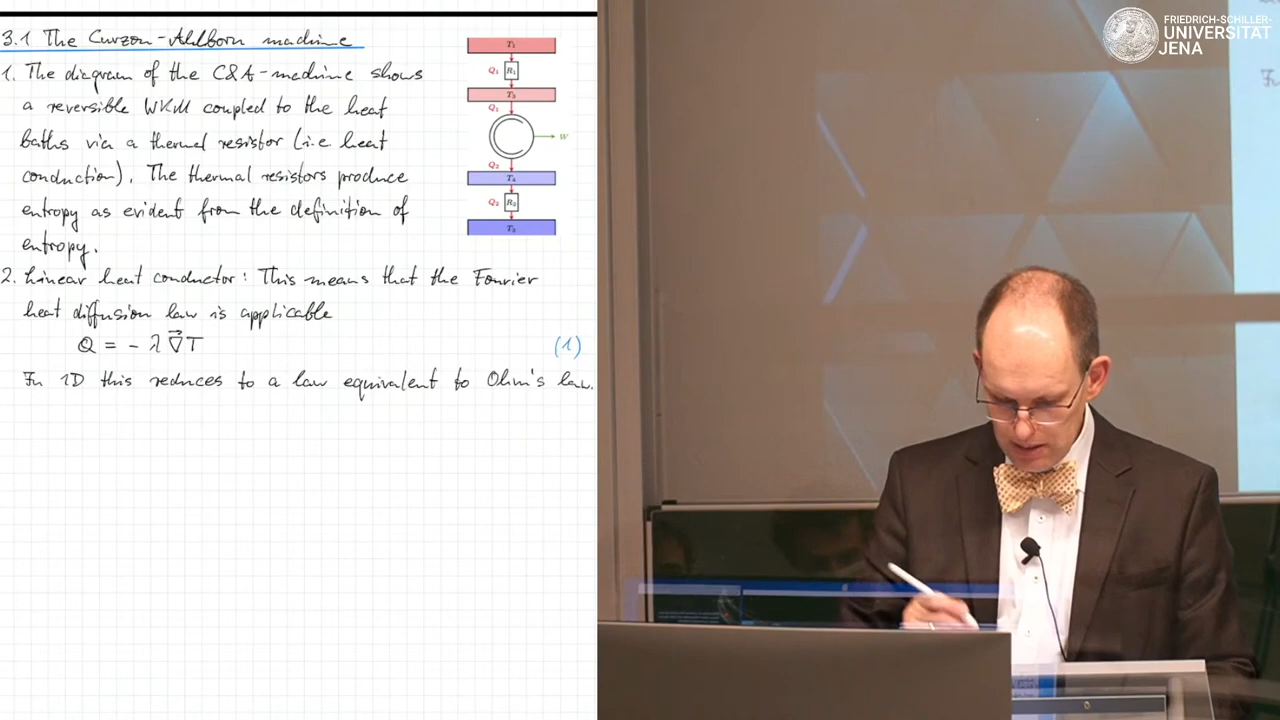 3.1 The Curzon-Ahlborn machine
1. The diagram of the C&A-machine shows
a reversible WKM coupled to the heat
baths via a thermal resistor (i.e. heat
conduction). The thermal resistors produce
entropy as evident from the definition of
entropy.
2. Linear heat conductor: This means that the Fourier
heat diffusion law is applicable
Q = - λ ∇T (1)
In 1D this reduces to a law equivalent to Ohm's law.
T₁
Q₁ R₁
T₃
Q₁
W
Q₂
T₄
Q₂ R₂
T₂
FRIEDRICH-SCHILLER-
UNIVERSITÄT
JENA